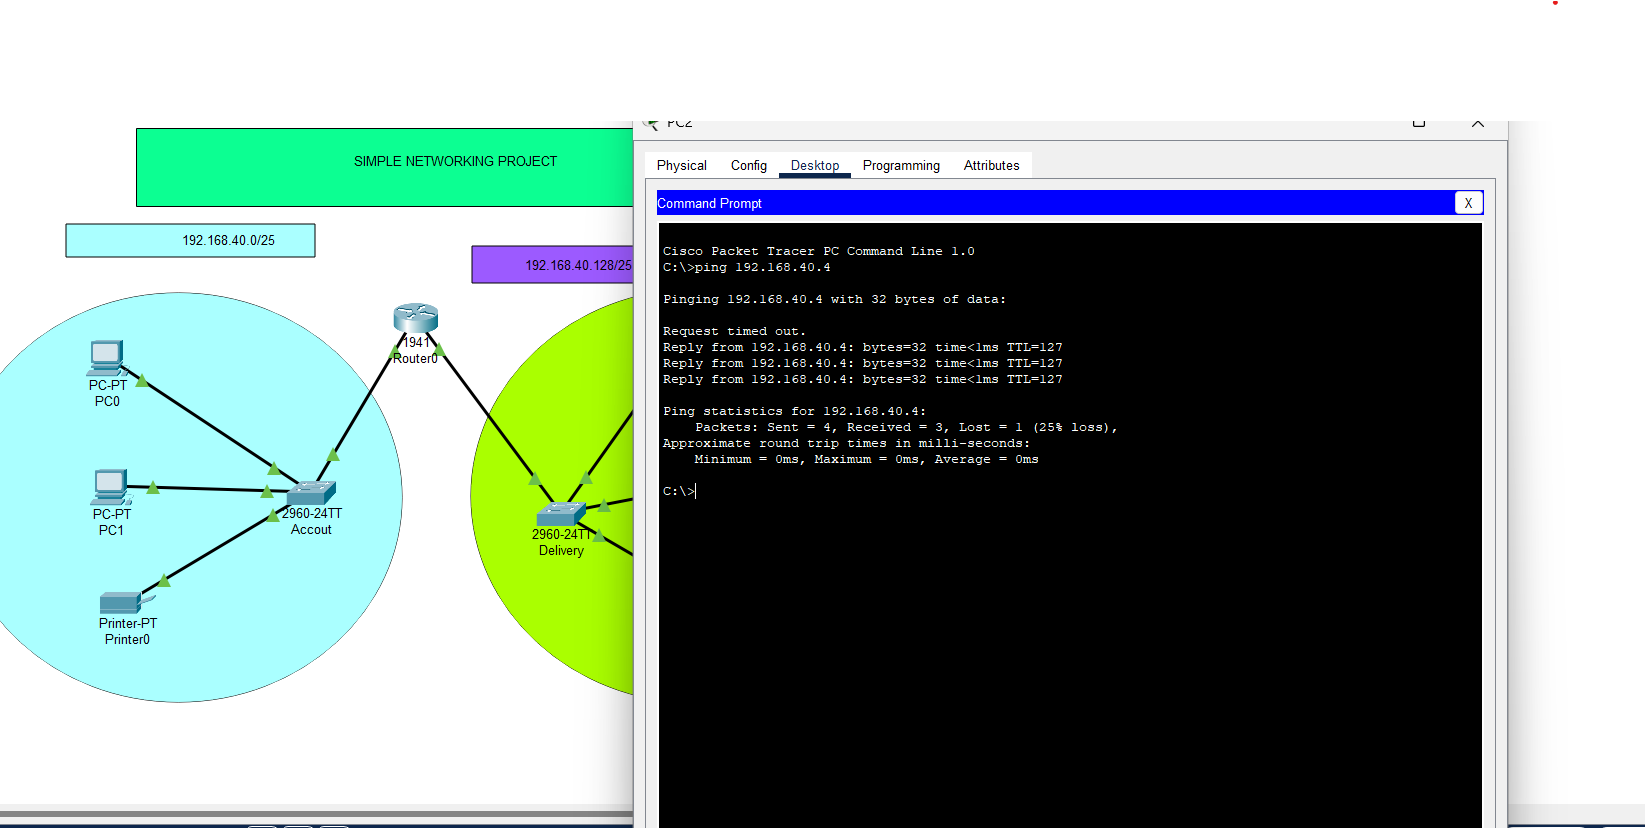 SIMPLE NETWORKING PROJECT
192.168.40.0/25
192.168.40.128/25
1941
Router0
PC-PT
PC0
PC-PT
PC1
2960-24TT
Accout
Printer-PT
Printer0
2960-24TT
Delivery
PC2
Physical Config Desktop Programming Attributes
Command Prompt X
Cisco Packet Tracer PC Command Line 1.0
C:\>ping 192.168.40.4
Pinging 192.168.40.4 with 32 bytes of data:
Request timed out.
Reply from 192.168.40.4: bytes=32 time<1ms TTL=127
Reply from 192.168.40.4: bytes=32 time<1ms TTL=127
Reply from 192.168.40.4: bytes=32 time<1ms TTL=127
Ping statistics for 192.168.40.4:
Packets: Sent = 4, Received = 3, Lost = 1 (25% loss),
Approximate round trip times in milli-seconds:
Minimum = 0ms, Maximum = 0ms, Average = 0ms
C:\>